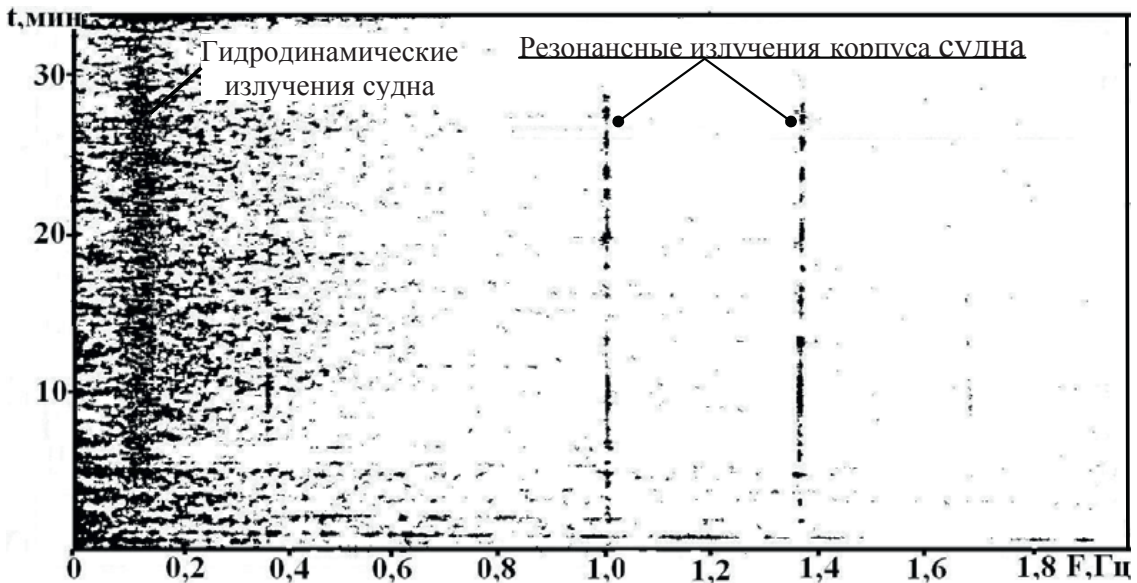 t,мин
Гидродинамические
излучения судна
Резонансные излучения корпуса судна
30
20
10
0 0,2 0,4 0,6 0,8 1,0 1,2 1,4 1,6 1,8 F,Гц